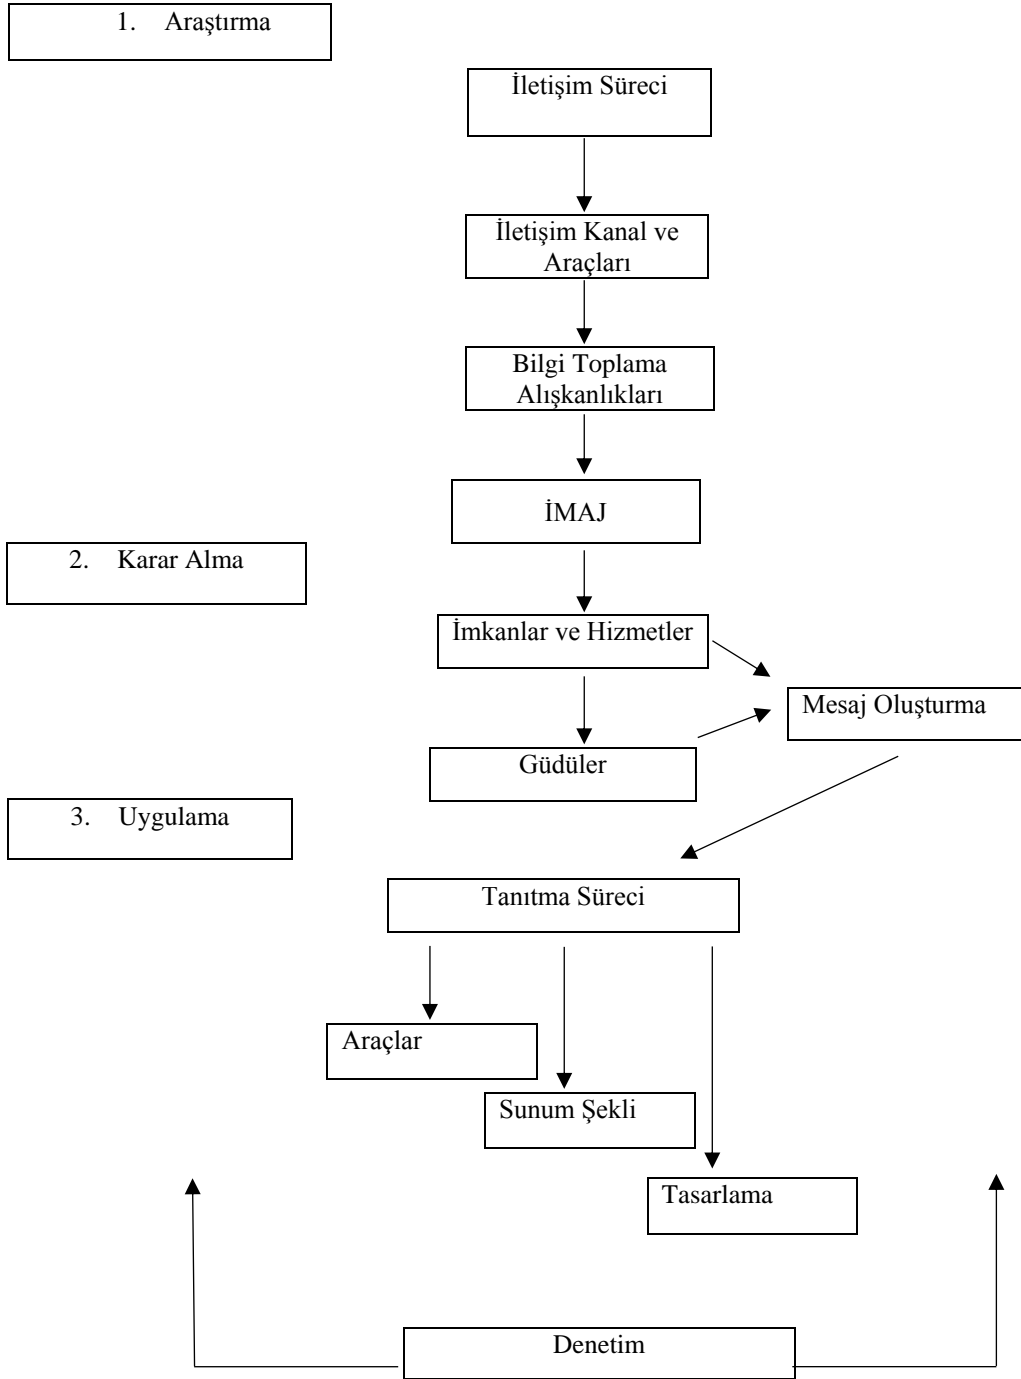 1. Araştırma
İletişim Süreci
İletişim Kanal ve
Araçları
Bilgi Toplama
Alışkanlıkları
İMAJ
2. Karar Alma
İmkanlar ve Hizmetler
Mesaj Oluşturma
Güdüler
3. Uygulama
Tanıtma Süreci
Araçlar
Sunum Şekli
Tasarlama
Denetim